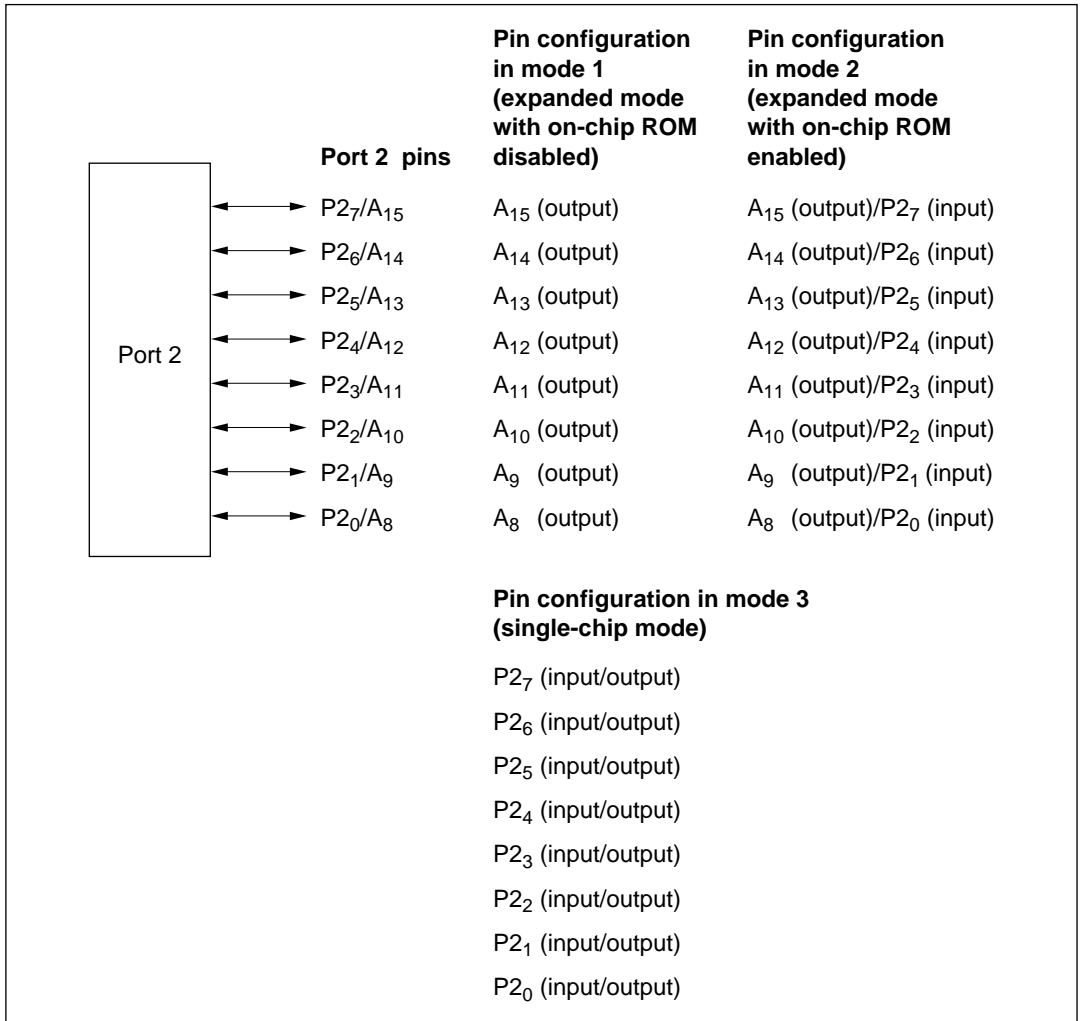 Port 2
Port 2 pins
P2₇/A₁₅
P2₆/A₁₄
P2₅/A₁₃
P2₄/A₁₂
P2₃/A₁₁
P2₂/A₁₀
P2₁/A₉
P2₀/A₈
Pin configuration
in mode 1
(expanded mode
with on-chip ROM
disabled)
A₁₅ (output)
A₁₄ (output)
A₁₃ (output)
A₁₂ (output)
A₁₁ (output)
A₁₀ (output)
A₉ (output)
A₈ (output)
Pin configuration
in mode 2
(expanded mode
with on-chip ROM
enabled)
A₁₅ (output)/P2₇ (input)
A₁₄ (output)/P2₆ (input)
A₁₃ (output)/P2₅ (input)
A₁₂ (output)/P2₄ (input)
A₁₁ (output)/P2₃ (input)
A₁₀ (output)/P2₂ (input)
A₉ (output)/P2₁ (input)
A₈ (output)/P2₀ (input)
Pin configuration in mode 3
(single-chip mode)
P2₇ (input/output)
P2₆ (input/output)
P2₅ (input/output)
P2₄ (input/output)
P2₃ (input/output)
P2₂ (input/output)
P2₁ (input/output)
P2₀ (input/output)